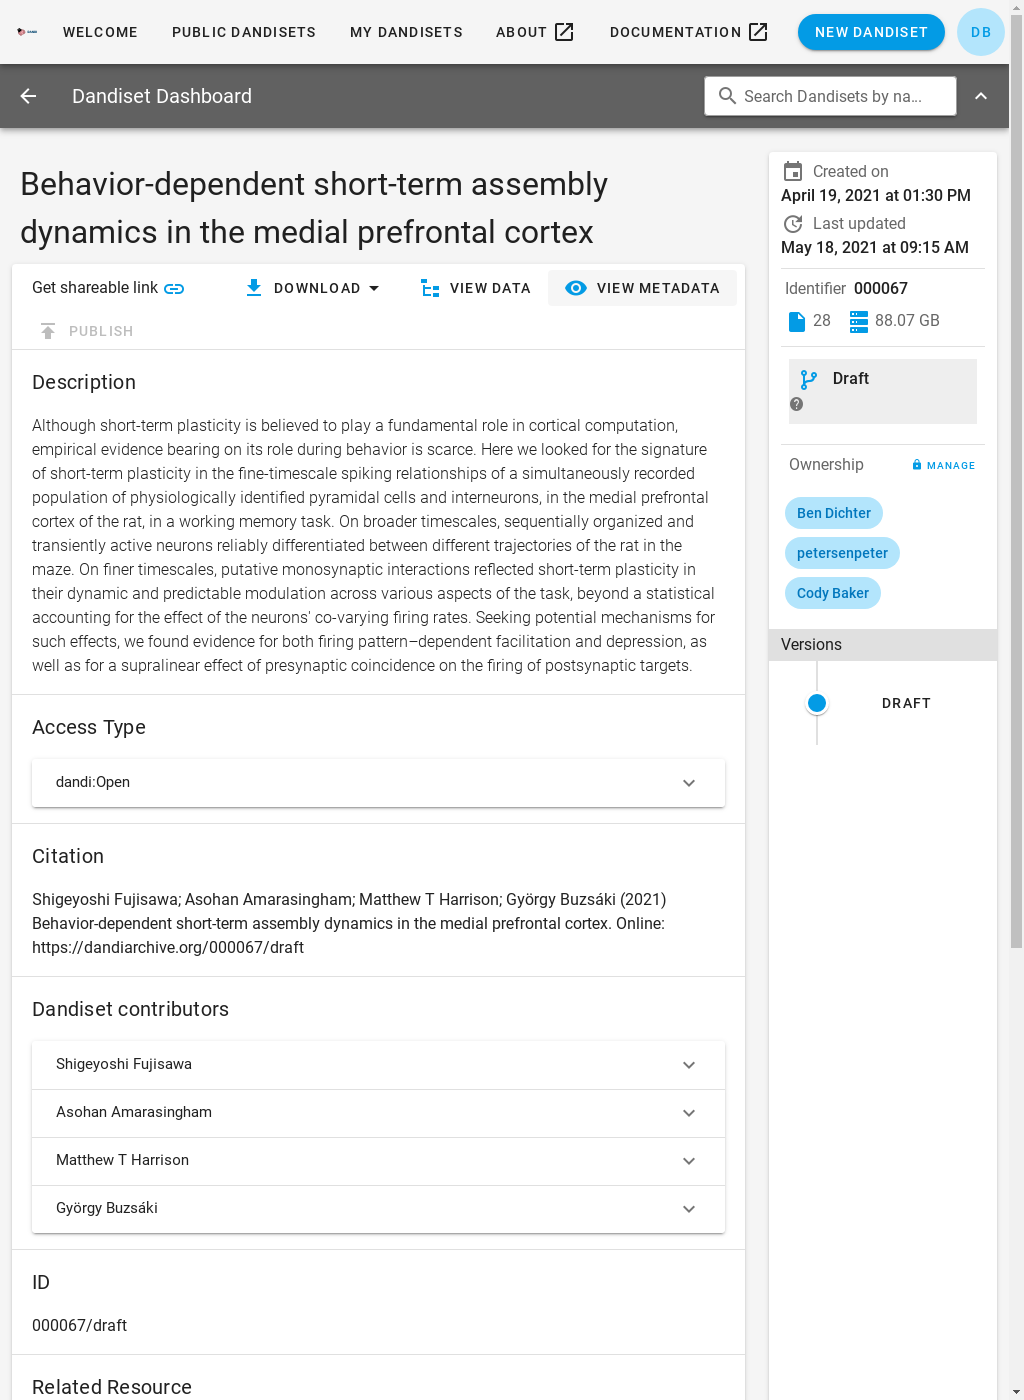 WELCOME PUBLIC DANDISETS MY DANDISETS ABOUT DOCUMENTATION NEW DANDISET DB
Dandiset Dashboard Search Dandisets by na...
Behavior-dependent short-term assembly
dynamics in the medial prefrontal cortex
Get shareable link DOWNLOAD VIEW DATA VIEW METADATA
PUBLISH
Description
Although short-term plasticity is believed to play a fundamental role in cortical computation,
empirical evidence bearing on its role during behavior is scarce. Here we looked for the signature
of short-term plasticity in the fine-timescale spiking relationships of a simultaneously recorded
population of physiologically identified pyramidal cells and interneurons, in the medial prefrontal
cortex of the rat, in a working memory task. On broader timescales, sequentially organized and
transiently active neurons reliably differentiated between different trajectories of the rat in the
maze. On finer timescales, putative monosynaptic interactions reflected short-term plasticity in
their dynamic and predictable modulation across various aspects of the task, beyond a statistical
accounting for the effect of the neurons' co-varying firing rates. Seeking potential mechanisms for
such effects, we found evidence for both firing pattern–dependent facilitation and depression, as
well as for a supralinear effect of presynaptic coincidence on the firing of postsynaptic targets.
Access Type
dandi:Open
Citation
Shigeyoshi Fujisawa; Asohan Amarasingham; Matthew T Harrison; György Buzsáki (2021)
Behavior-dependent short-term assembly dynamics in the medial prefrontal cortex. Online:
https://dandiarchive.org/000067/draft
Dandiset contributors
Shigeyoshi Fujisawa
Asohan Amarasingham
Matthew T Harrison
György Buzsáki
ID
000067/draft
Related Resource
Created on
April 19, 2021 at 01:30 PM
Last updated
May 18, 2021 at 09:15 AM
Identifier 000067
28 88.07 GB
Draft
Ownership MANAGE
Ben Dichter
petersenpeter
Cody Baker
Versions
DRAFT